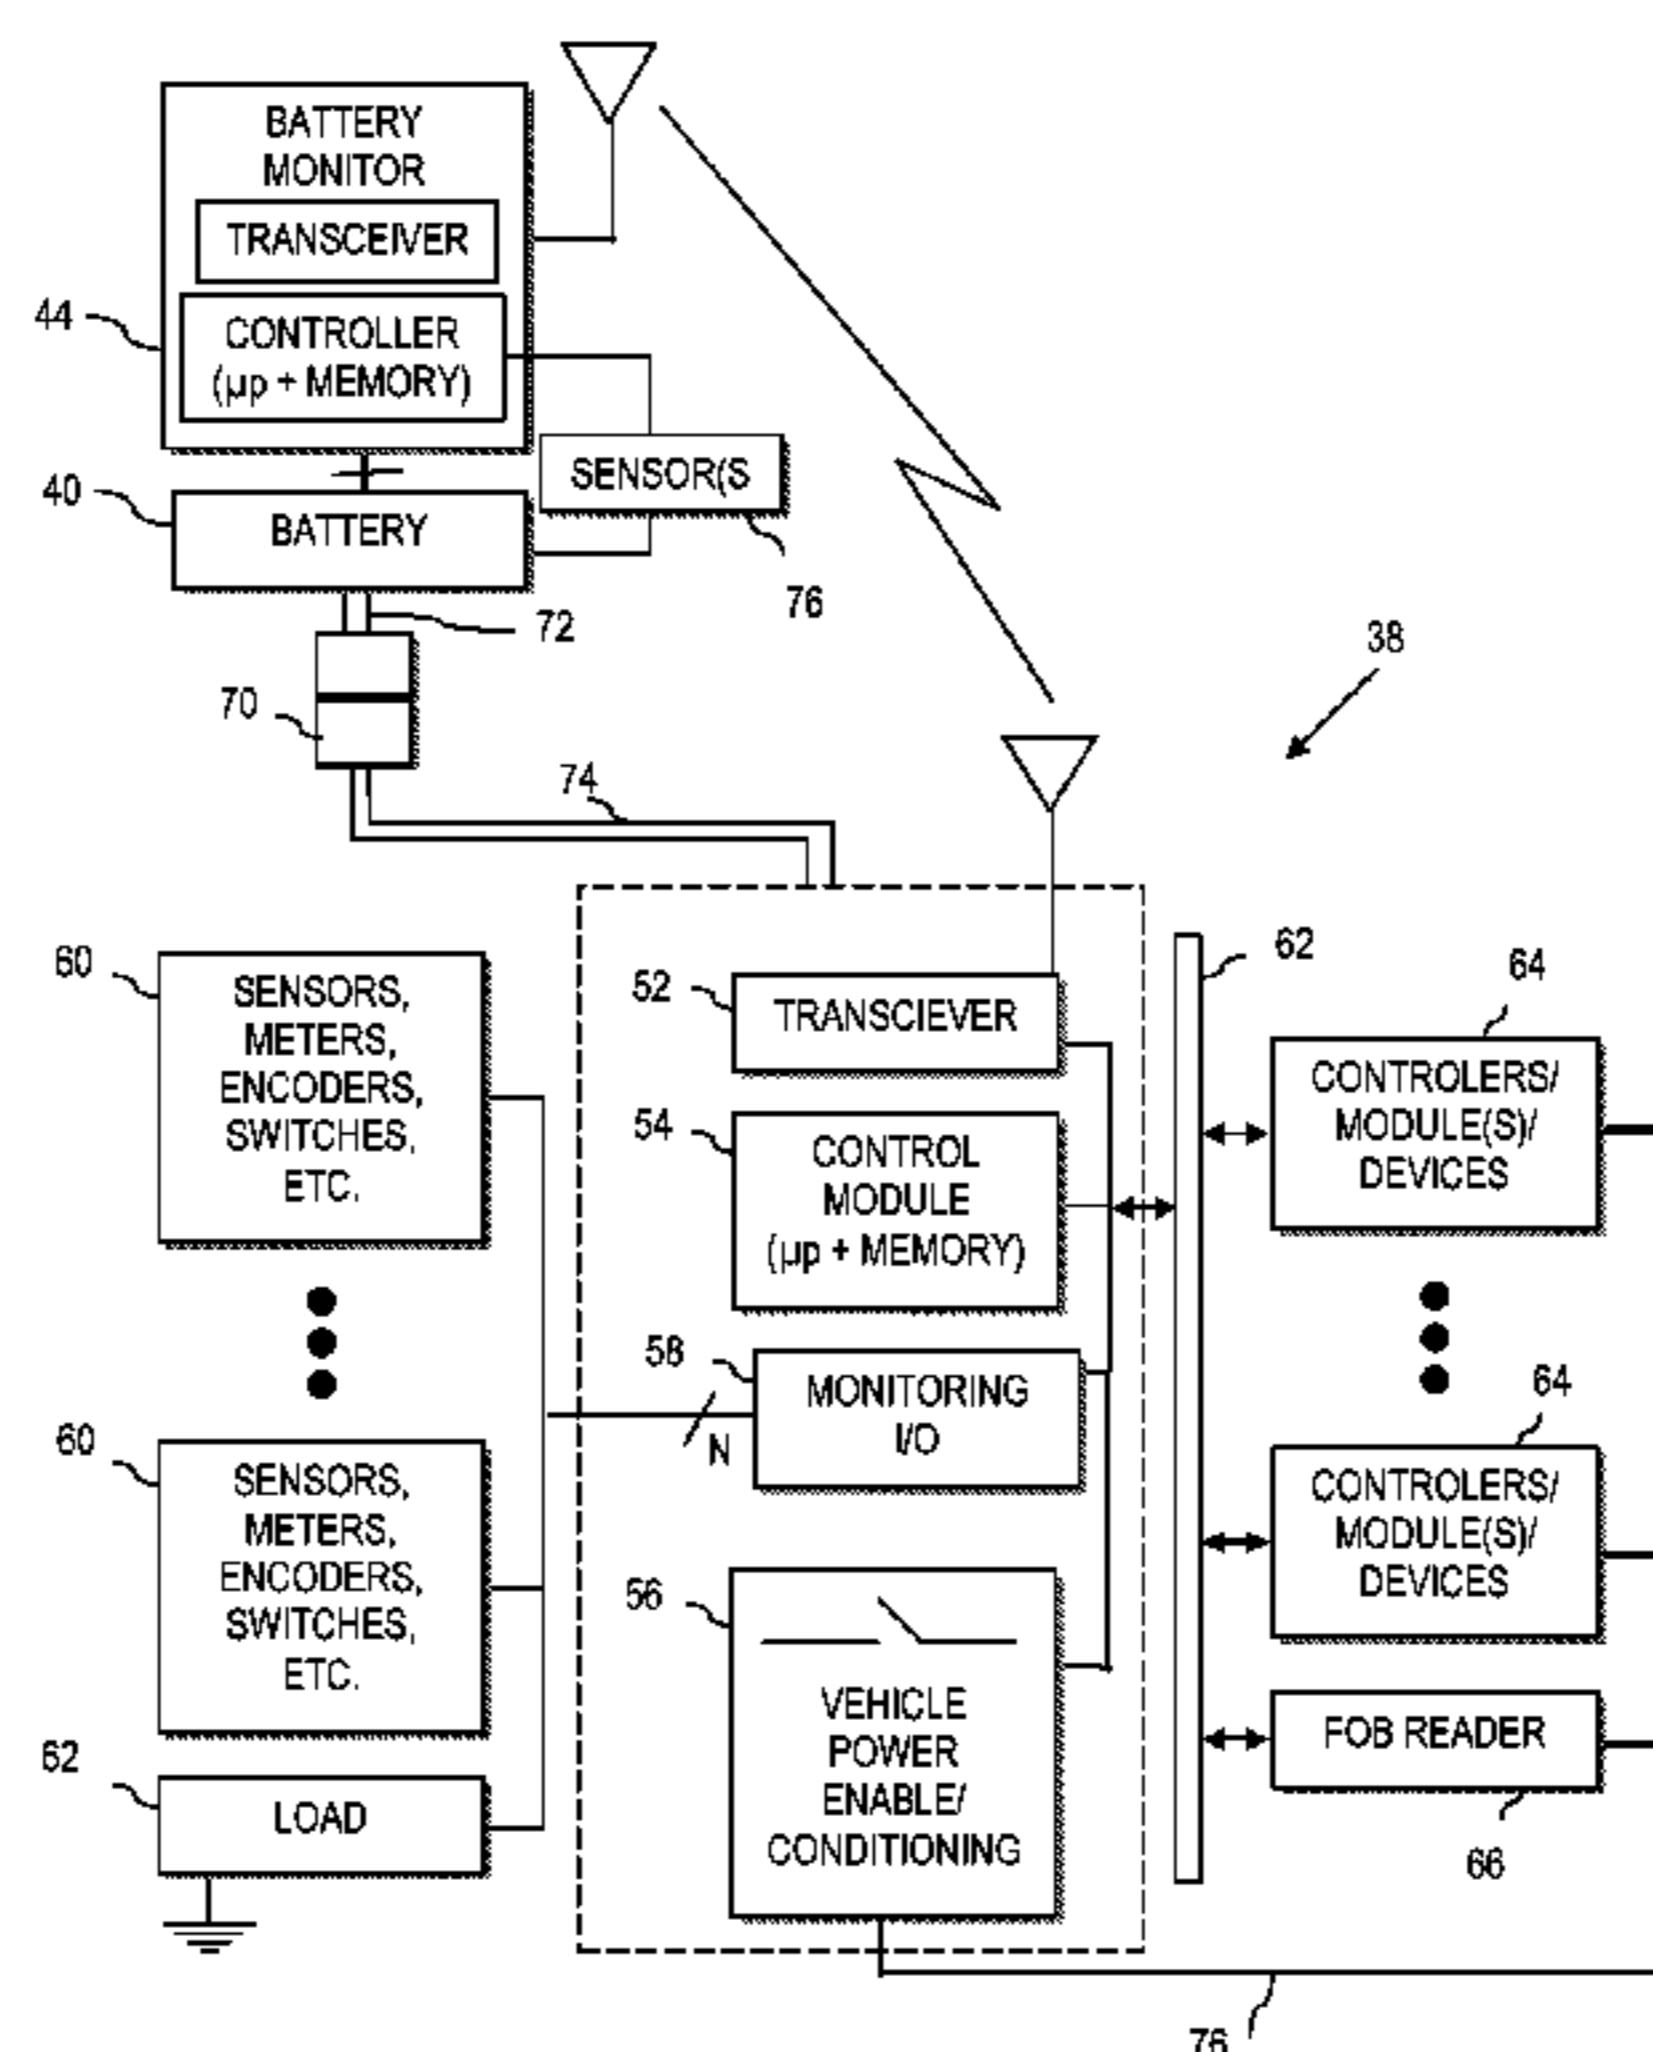 BATTERY
MONITOR
TRANSCEIVER
44
CONTROLLER
(µp + MEMORY)
SENSOR(S
40
BATTERY
76
72
38
70
74
60
SENSORS,
METERS,
ENCODERS,
SWITCHES,
ETC.
52
TRANSCIEVER
62
64
CONTROLERS/
MODULE(S)/
DEVICES
54
CONTROL
MODULE
(µp + MEMORY)
58
MONITORING
I/O
N
64
CONTROLERS/
MODULE(S)/
DEVICES
60
SENSORS,
METERS,
ENCODERS,
SWITCHES,
ETC.
56
VEHICLE
POWER
ENABLE/
CONDITIONING
FOB READER
66
62
LOAD
76